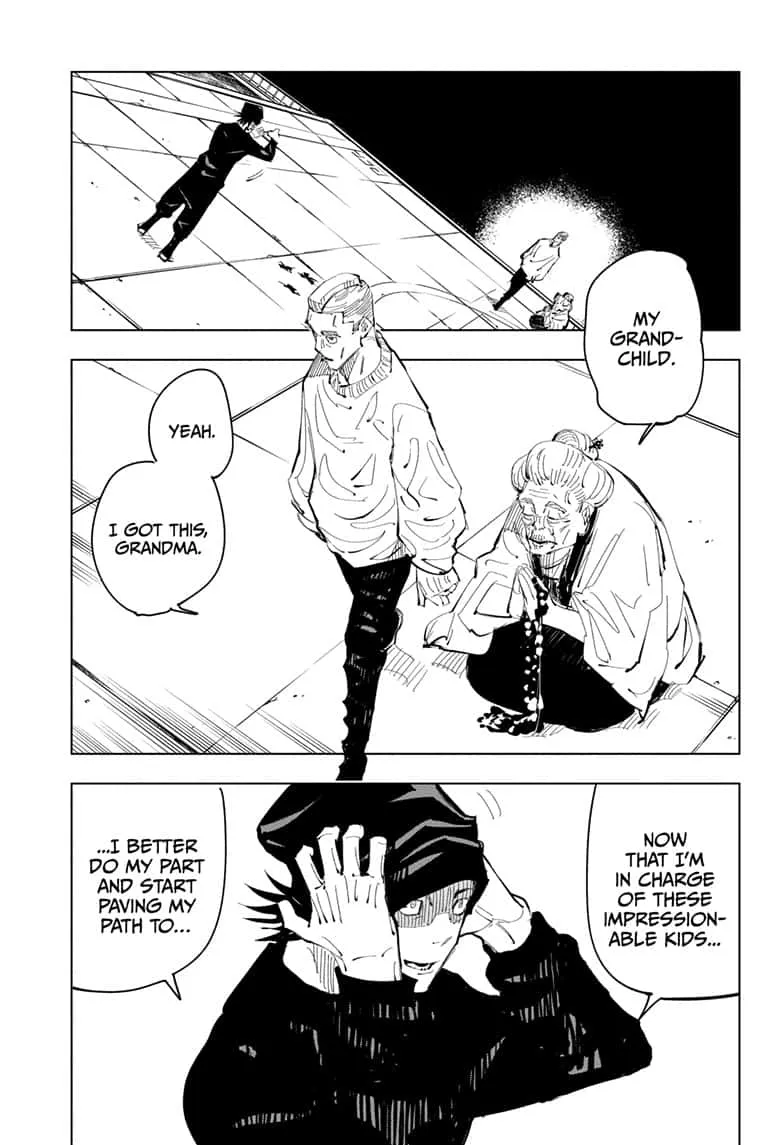 MY
GRAND-
CHILD.
YEAH.
I GOT THIS,
GRANDMA.
NOW
THAT I'M
IN CHARGE
OF THESE
IMPRESSION-
ABLE KIDS...
...I BETTER
DO MY PART
AND START
PAVING MY
PATH TO...